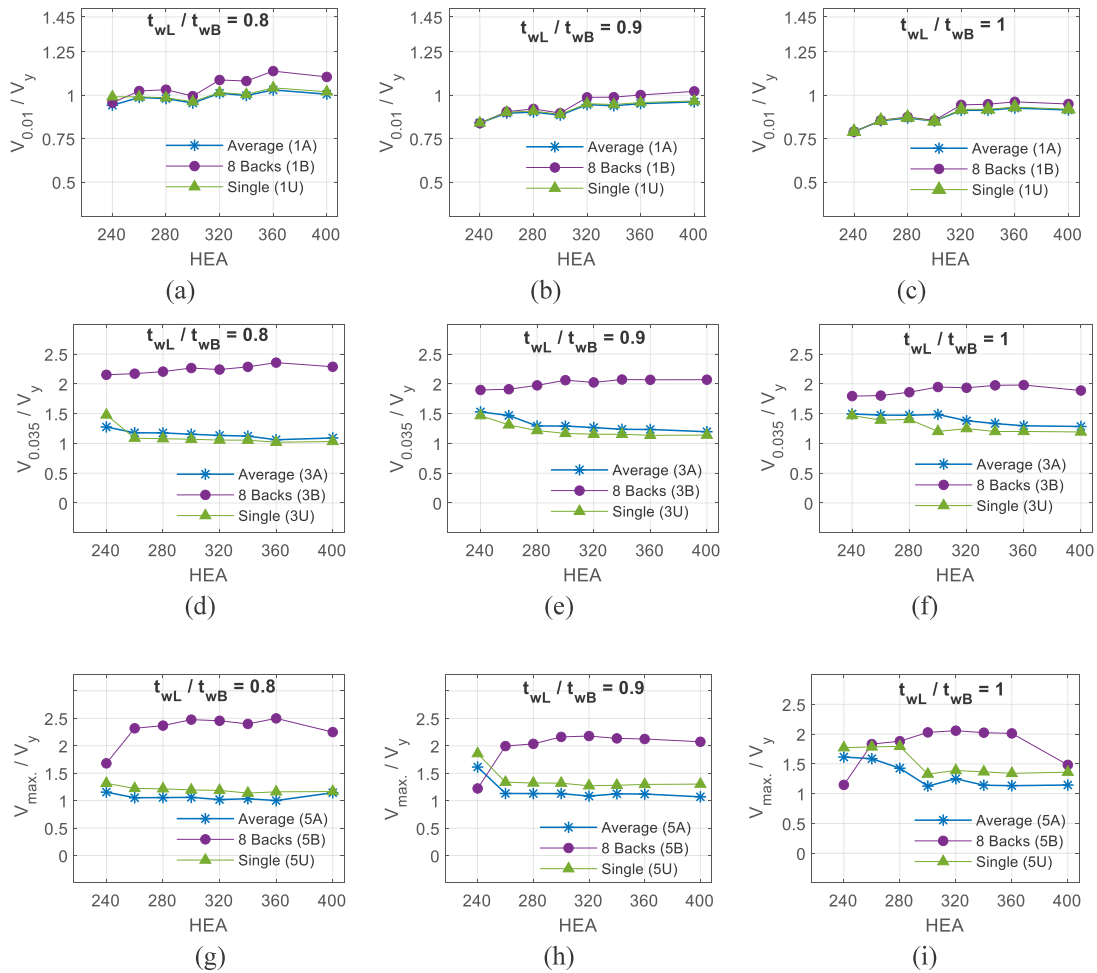 t_wL / t_wB = 0.8
1.45
1.25
1
0.75
0.5
V_0.01 / V_y
Average (1A)
8 Backs (1B)
Single (1U)
240 280 320 360 400
HEA
(a)
t_wL / t_wB = 0.9
1.45
1.25
1
0.75
0.5
V_0.01 / V_y
Average (1A)
8 Backs (1B)
Single (1U)
240 280 320 360 400
HEA
(b)
t_wL / t_wB = 1
1.45
1.25
1
0.75
0.5
V_0.01 / V_y
Average (1A)
8 Backs (1B)
Single (1U)
240 280 320 360 400
HEA
(c)
t_wL / t_wB = 0.8
2.5
2
1.5
1
0.5
0
V_0.035 / V_y
Average (3A)
8 Backs (3B)
Single (3U)
240 280 320 360 400
HEA
(d)
t_wL / t_wB = 0.9
2.5
2
1.5
1
0.5
0
V_0.035 / V_y
Average (3A)
8 Backs (3B)
Single (3U)
240 280 320 360 400
HEA
(e)
t_wL / t_wB = 1
2.5
2
1.5
1
0.5
0
V_0.035 / V_y
Average (3A)
8 Backs (3B)
Single (3U)
240 280 320 360 400
HEA
(f)
t_wL / t_wB = 0.8
2.5
2
1.5
1
0.5
0
V_max. / V_y
Average (5A)
8 Backs (5B)
Single (5U)
240 280 320 360 400
HEA
(g)
t_wL / t_wB = 0.9
2.5
2
1.5
1
0.5
0
V_max. / V_y
Average (5A)
8 Backs (5B)
Single (5U)
240 280 320 360 400
HEA
(h)
t_wL / t_wB = 1
2.5
2
1.5
1
0.5
0
V_max. / V_y
Average (5A)
8 Backs (5B)
Single (5U)
240 280 320 360 400
HEA
(i)